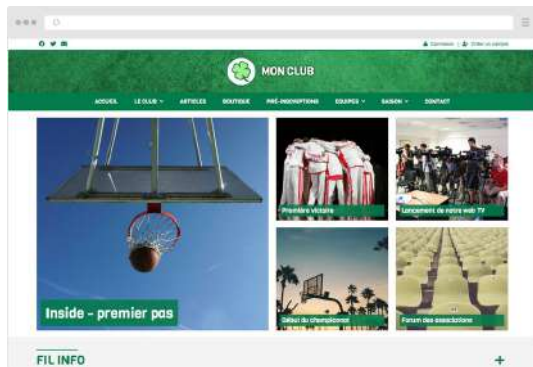 Connexion | Créer un compte
MON CLUB
ACCUEIL LE CLUB ARTICLES BOUTIQUE PRÉ-INSCRIPTIONS EQUIPES SAISON CONTACT
Première victoire
Lancement de notre web TV
Inside - premier pas
Début du championnat
Forum des associations
FIL INFO
+